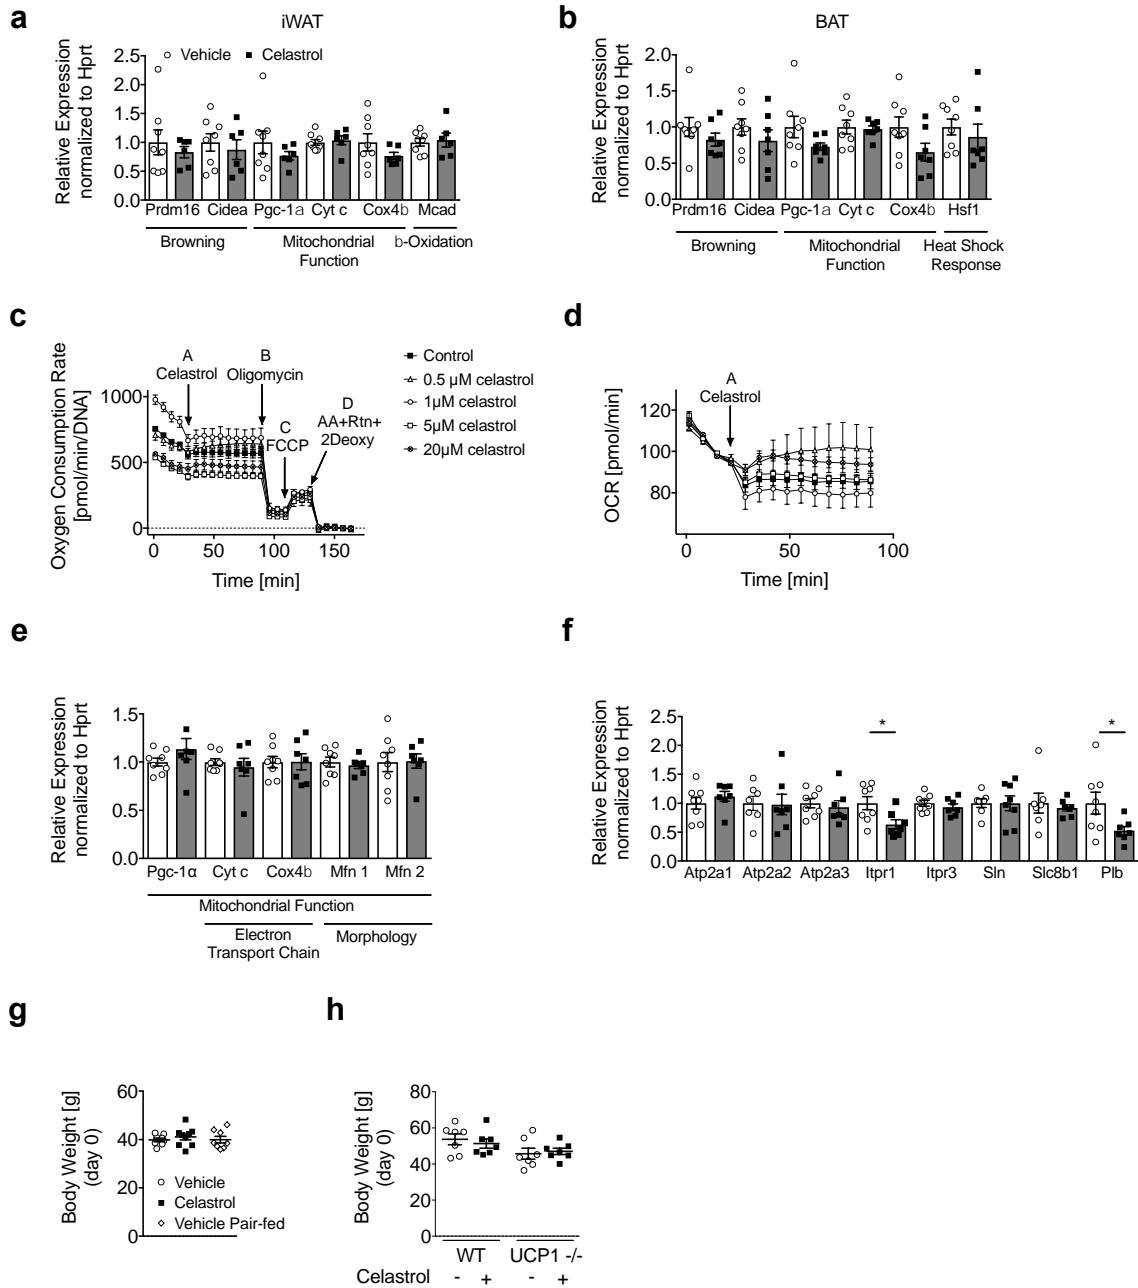 a
iWAT
Relative Expression
normalized to Hprt
Vehicle
Celastrol
2.5
2.0
1.5
1.0
0.5
0.0
Prdm16 Cidea Pgc-1a Cyt c Cox4b Mcad
Browning
Mitochondrial
Function
b-Oxidation
b
BAT
Relative Expression
normalized to Hprt
2.0
1.5
1.0
0.5
0.0
Prdm16 Cidea Pgc-1a Cyt c Cox4b Hsf1
Browning
Mitochondrial
Function
Heat Shock
Response
c
Oxygen Consumption Rate
[pmol/min/DNA]
1000
500
0
A
Celastrol
B
Oligomycin
C
FCCP
D
AA+Rtn+
2Deoxy
Control
0.5 µM celastrol
1µM celastrol
5µM celastrol
20µM celastrol
0 50 100 150
Time [min]
d
OCR [pmol/min]
120
100
80
A
Celastrol
0 50 100
Time [min]
e
Relative Expression
normalized to Hprt
1.5
1.0
0.5
0.0
Pgc-1α Cyt c Cox4b Mfn 1 Mfn 2
Mitochondrial Function
Electron
Transport Chain
Morphology
f
Relative Expression
normalized to Hprt
2.5
2.0
1.5
1.0
0.5
0.0
*
*
Atp2a1 Atp2a2 Atp2a3 Itpr1 Itpr3 Sln Slc8b1 Plb
g
Body Weight [g]
(day 0)
60
40
20
0
Vehicle
Celastrol
Vehicle Pair-fed
h
Body Weight [g]
(day 0)
80
60
40
20
0
WT UCP1 -/-
Celastrol - + - +